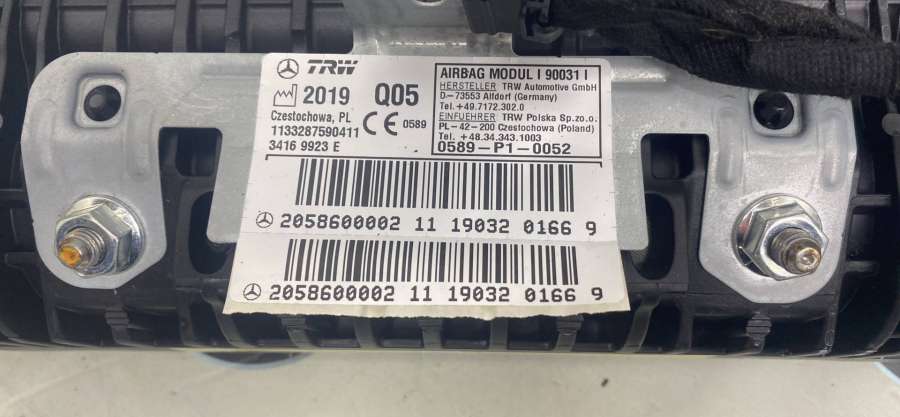 TRW
2019 Q05
Czestochowa, PL
1133287590411
3416 9923 E
CE 0589
AIRBAG MODUL I 90031 I
HERSTELLER TRW Automotive GmbH
D-73553 Alfdorf (Germany)
Tel.+49.7172.302.0
EINFUEHRER TRW Polska Sp.zo.o.
PL-42-200 Czestochowa (Poland)
Tel.+48.34.343.1003
0589-P1-0052
2058600002 11 19032 0166 9
2058600002 11 19032 0166 9